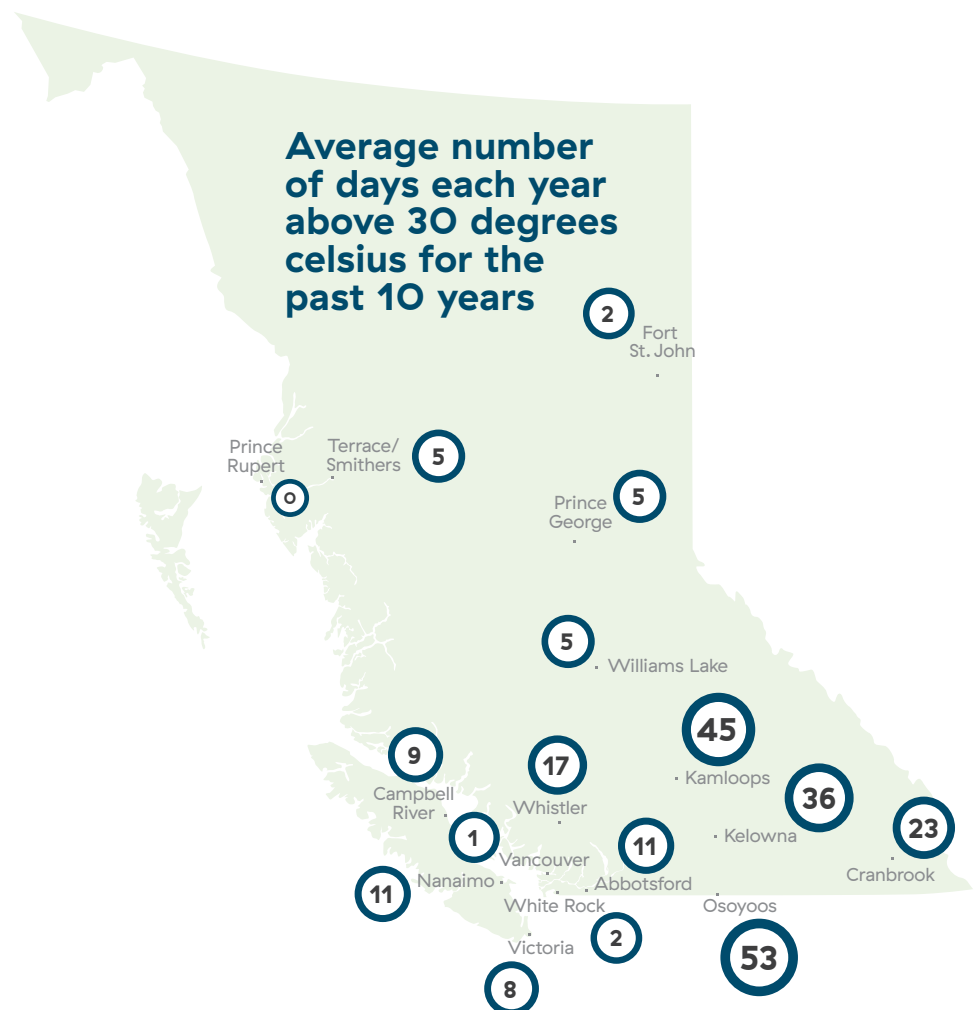 Average number
of days each year
above 30 degrees
celsius for the
past 10 years
2
Fort
St. John
Prince
Rupert
0
Terrace/
Smithers
5
Prince
George
5
5
Williams Lake
45
Kamloops
9
Campbell
River
17
Whistler
36
Kelowna
23
Cranbrook
1
Vancouver
11
Abbotsford
11
Nanaimo
White Rock
2
Osoyoos
53
Victoria
8